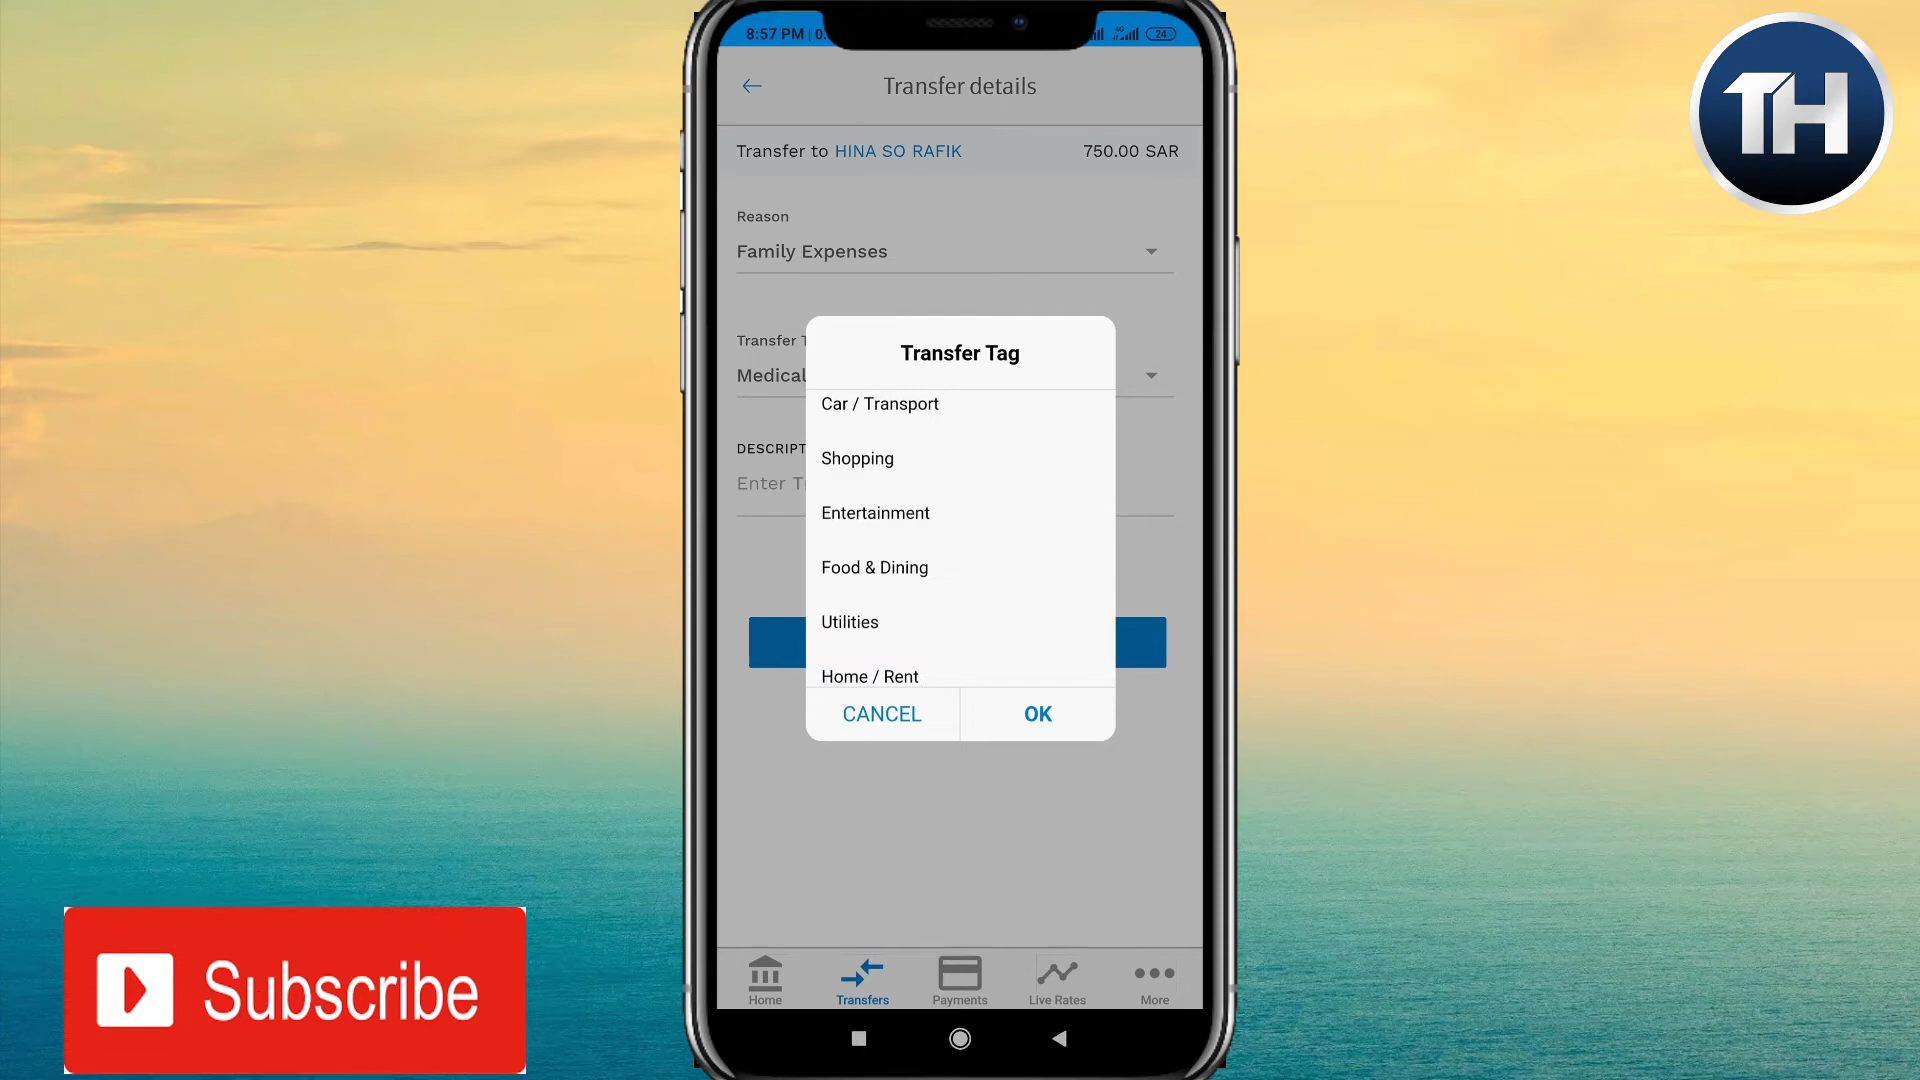 8:57 PM | 0.
24
Transfer details
Transfer to HINA SO RAFIK 750.00 SAR
Reason
Family Expenses
Transfer T
Medical
Transfer Tag
Car / Transport
DESCRIPT
Shopping
Enter T
Entertainment
Food & Dining
Utilities
Home / Rent
CANCEL OK
Home Transfers Payments Live Rates More
TH
Subscribe